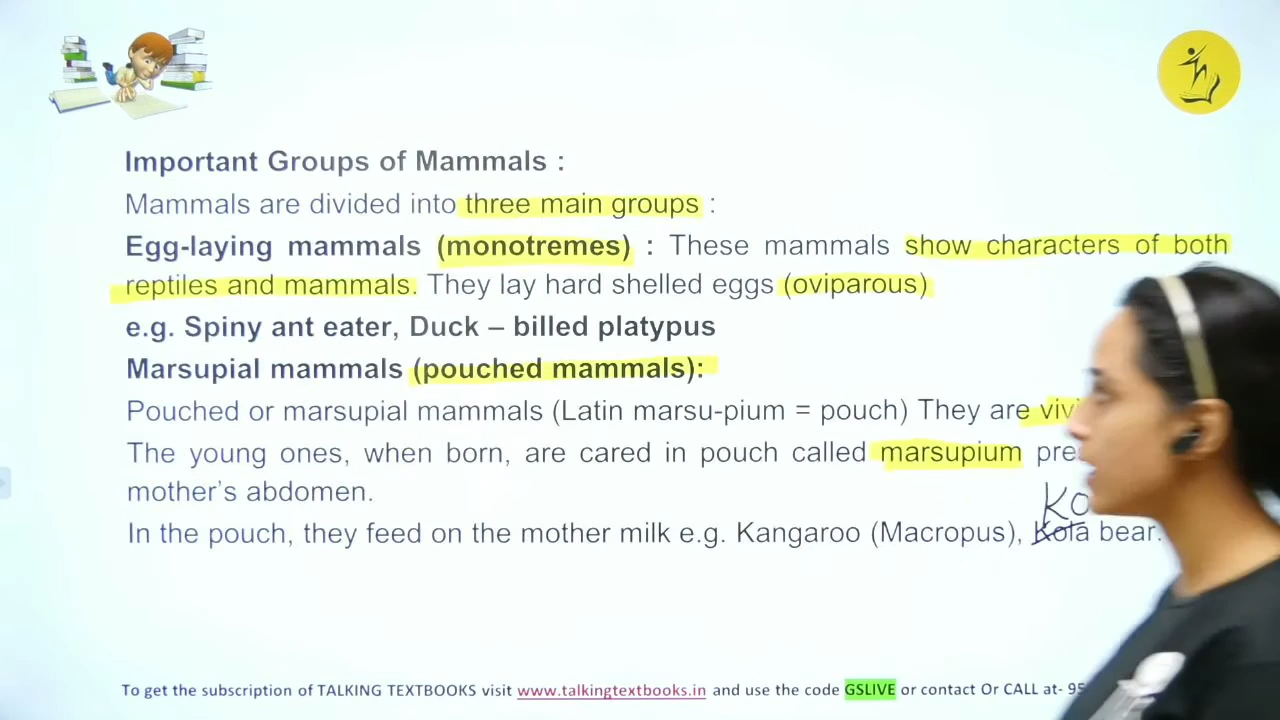 Important Groups of Mammals :
Mammals are divided into three main groups :
Egg-laying mammals (monotremes) : These mammals show characters of both
reptiles and mammals. They lay hard shelled eggs (oviparous)
e.g. Spiny ant eater, Duck – billed platypus
Marsupial mammals (pouched mammals):
Pouched or marsupial mammals (Latin marsu-pium = pouch) They are
The young ones, when born, are cared in pouch called marsupium
mother's abdomen.
In the pouch, they feed on the mother milk e.g. Kangaroo (Macropus), Kola bear.
To get the subscription of TALKING TEXTBOOKS visit www.talkingtextbooks.in and use the code GSLIVE or contact Or CALL at-